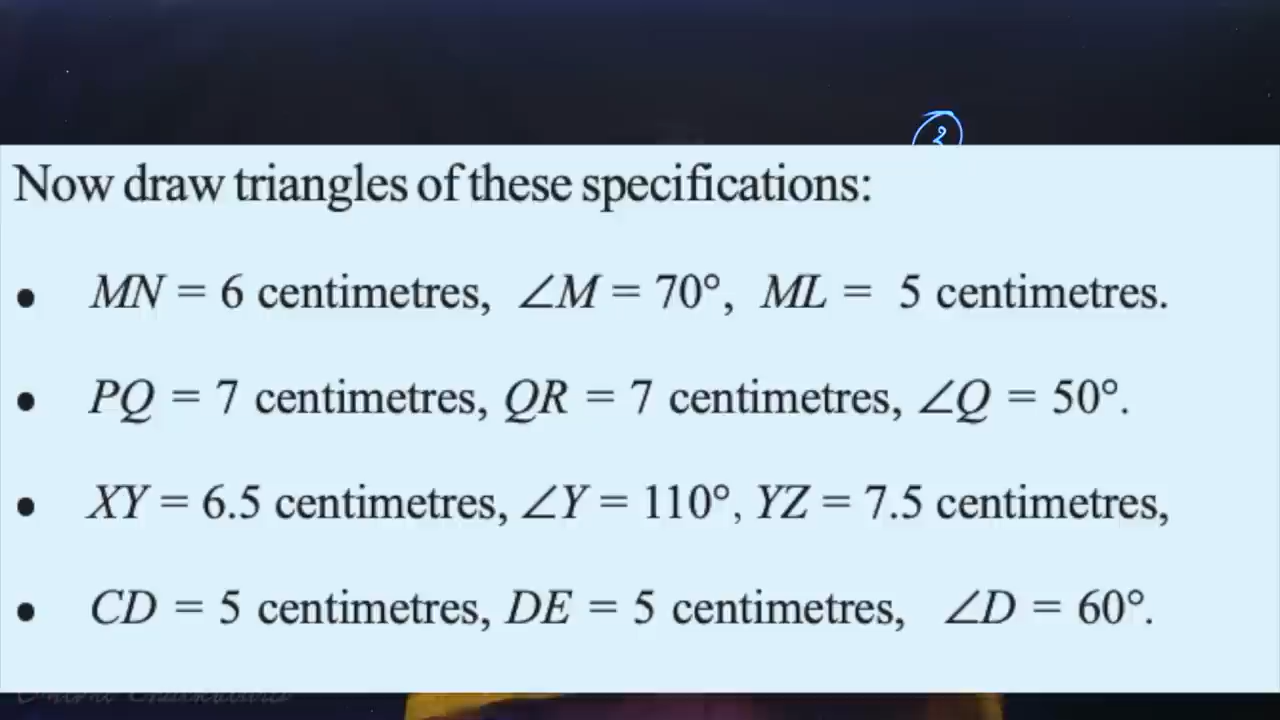 3
Now draw triangles of these specifications:
• MN = 6 centimetres, ∠M = 70°, ML = 5 centimetres.
• PQ = 7 centimetres, QR = 7 centimetres, ∠Q = 50°.
• XY = 6.5 centimetres, ∠Y = 110°, YZ = 7.5 centimetres,
• CD = 5 centimetres, DE = 5 centimetres, ∠D = 60°.